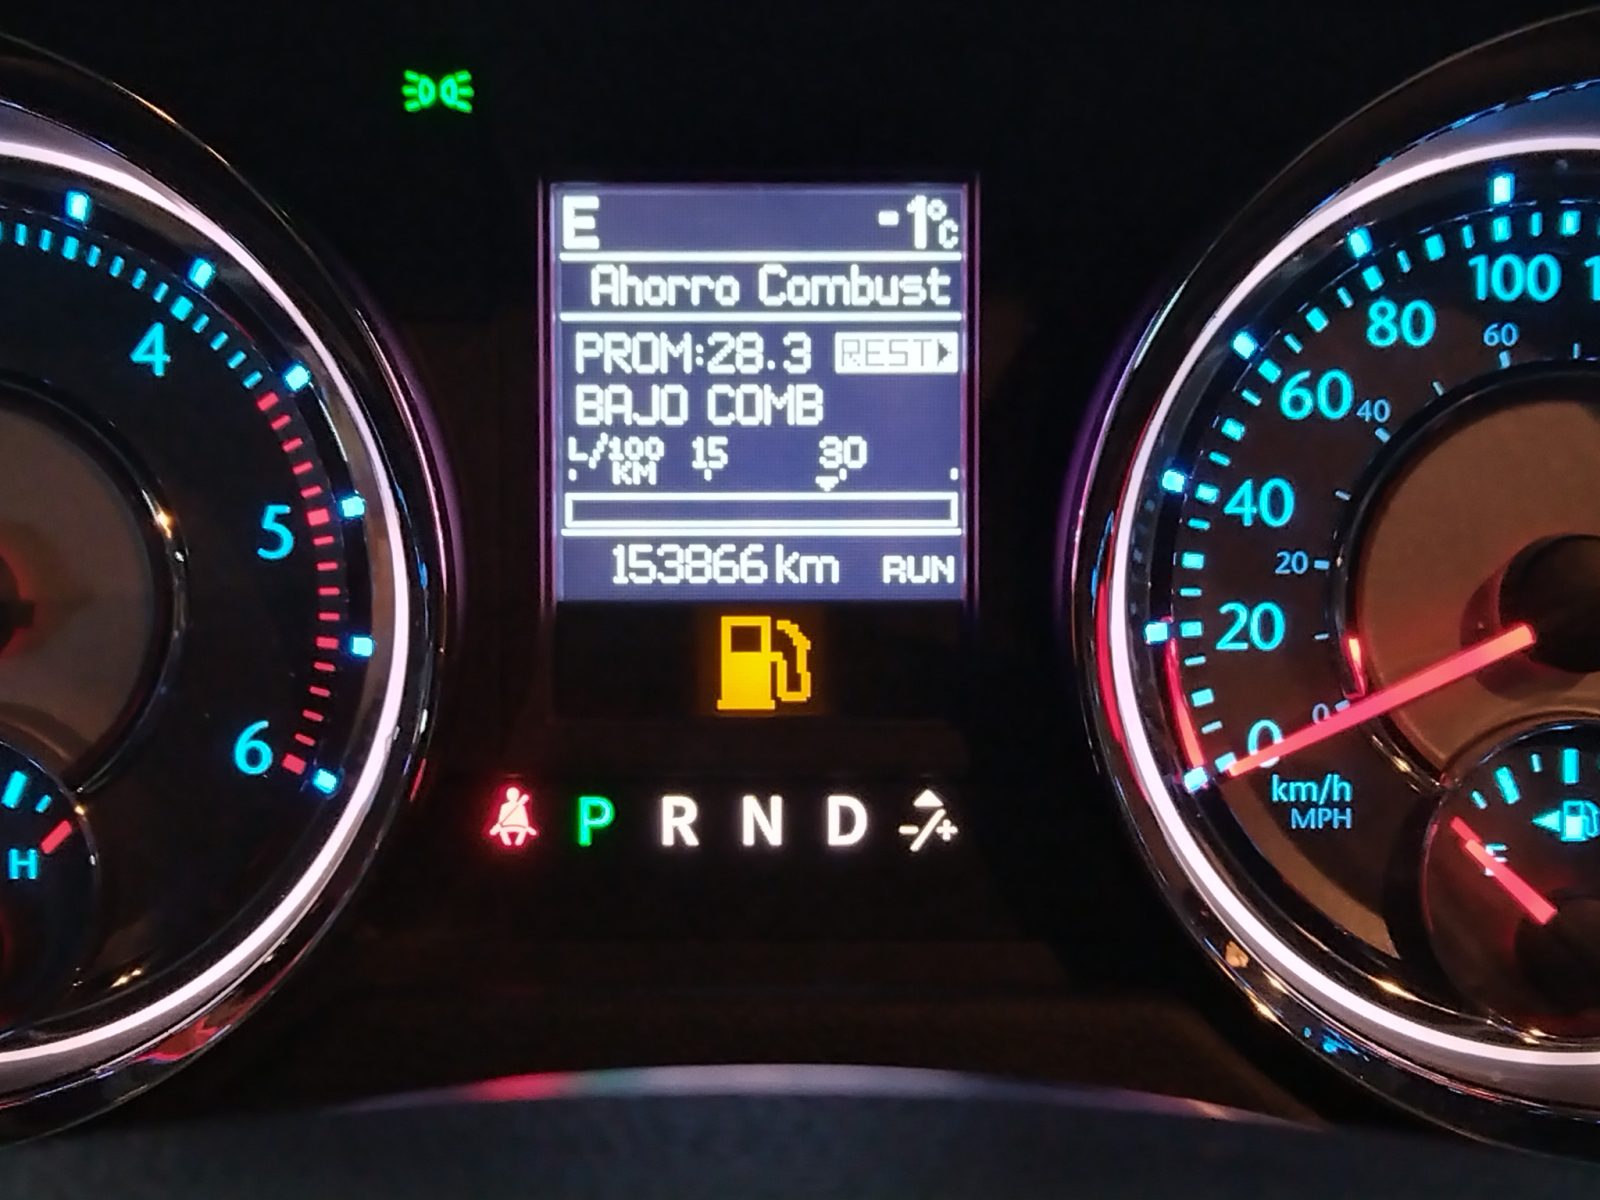 E -1°C
Ahorro Combust
PROM:28.3 REST
BAJO COMB
L/100 KM 15 30
153866 km RUN
P R N D -/+
4
5
6
H
0 20 40 60 80 100
0 20 40 60
km/h
MPH
E